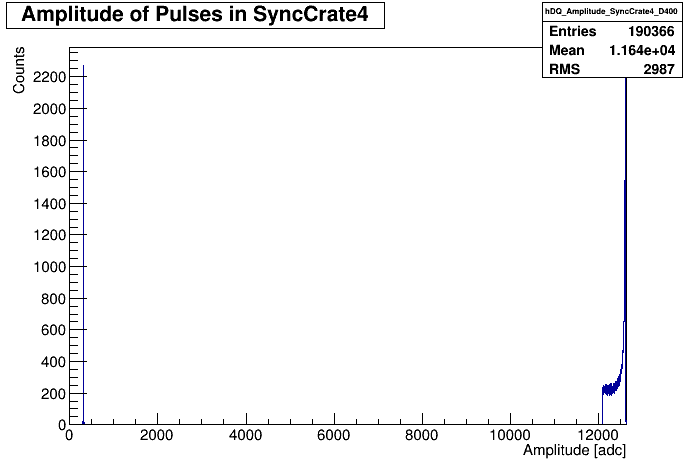 Amplitude of Pulses in SyncCrate4
hDQ_Amplitude_SyncCrate4_D400
Entries 190366
Mean 1.164e+04
RMS 2987
Counts
2200
2000
1800
1600
1400
1200
1000
800
600
400
200
0
0 2000 4000 6000 8000 10000 12000
Amplitude [adc]